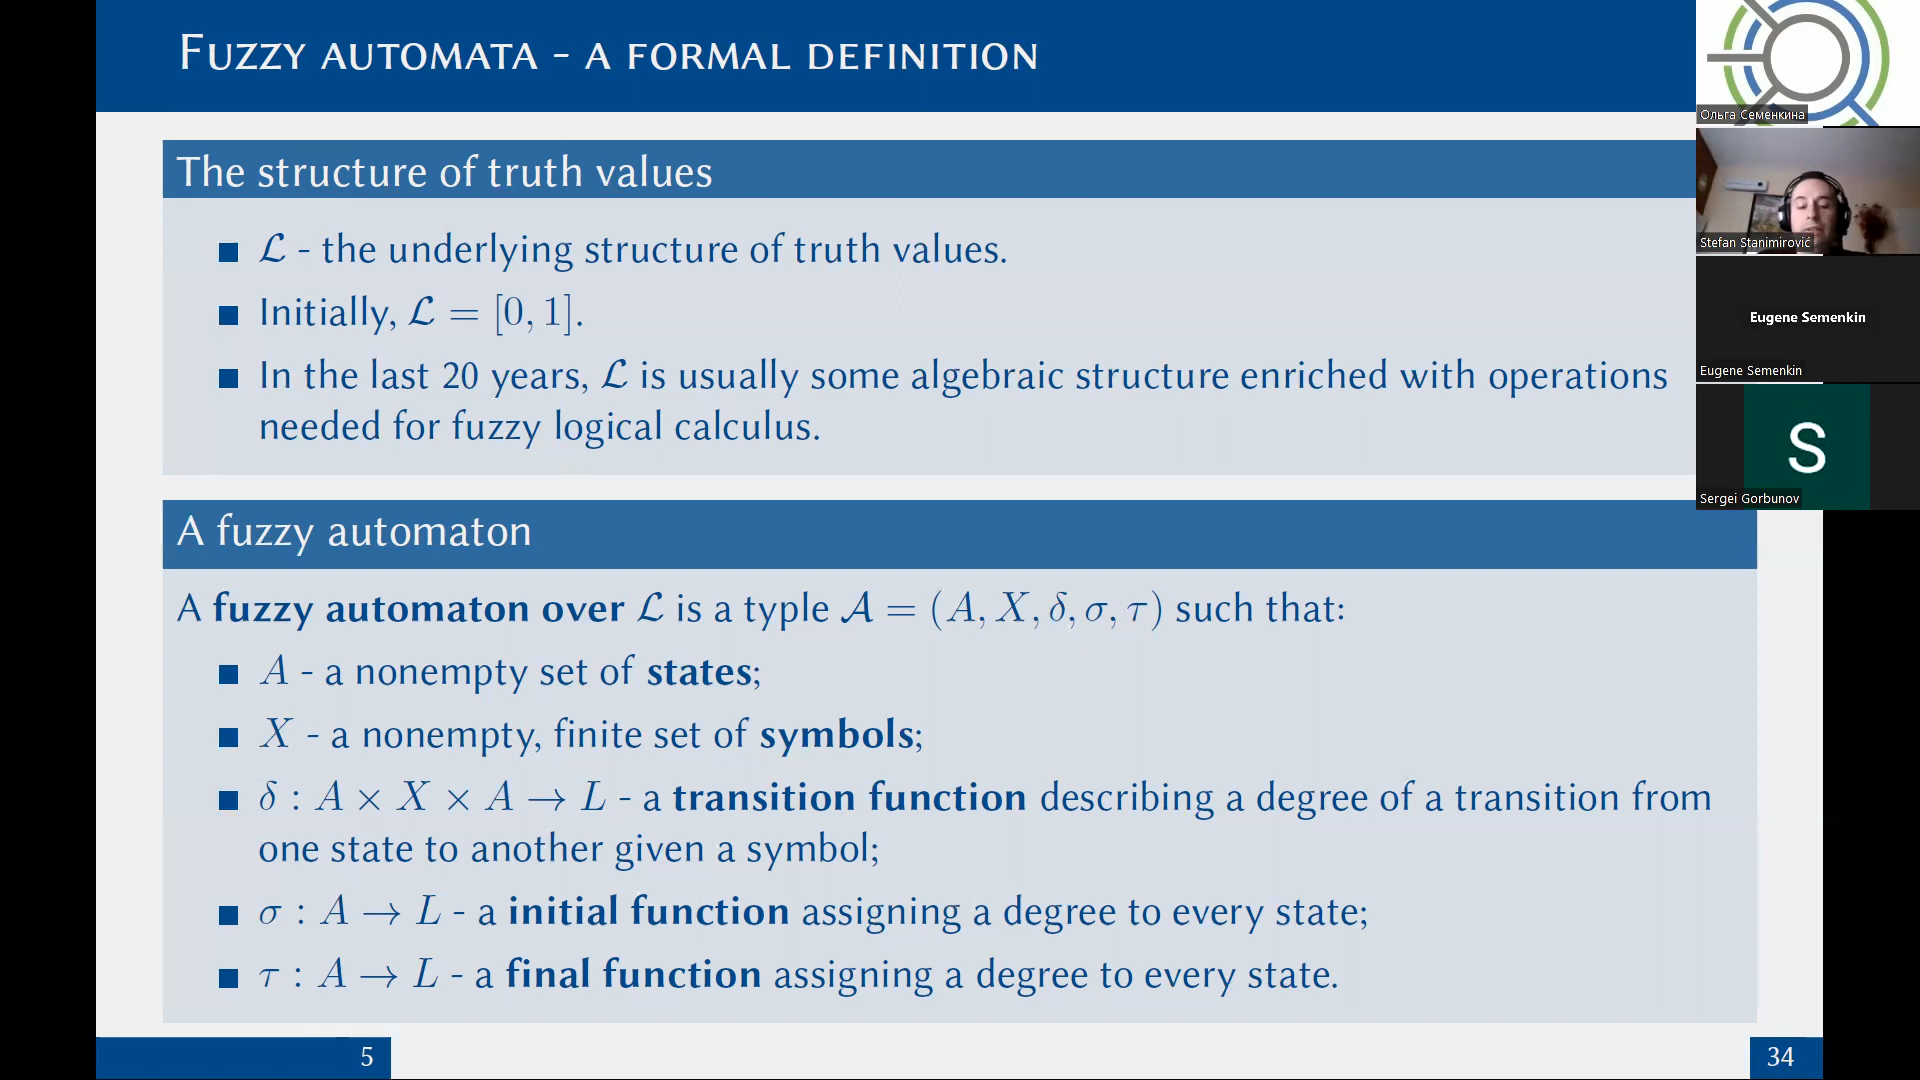 Fuzzy automata - a formal definition
The structure of truth values
■ ℒ - the underlying structure of truth values.
■ Initially, ℒ = [0, 1].
■ In the last 20 years, ℒ is usually some algebraic structure enriched with operations
needed for fuzzy logical calculus.
A fuzzy automaton
A fuzzy automaton over ℒ is a typle 𝒜 = (A, X, δ, σ, τ) such that:
■ A - a nonempty set of states;
■ X - a nonempty, finite set of symbols;
■ δ : A × X × A → L - a transition function describing a degree of a transition from
one state to another given a symbol;
■ σ : A → L - a initial function assigning a degree to every state;
■ τ : A → L - a final function assigning a degree to every state.
5
34
Ольга Семенкина
Stefan Stanimirović
Eugene Semenkin
Eugene Semenkin
S
Sergei Gorbunov